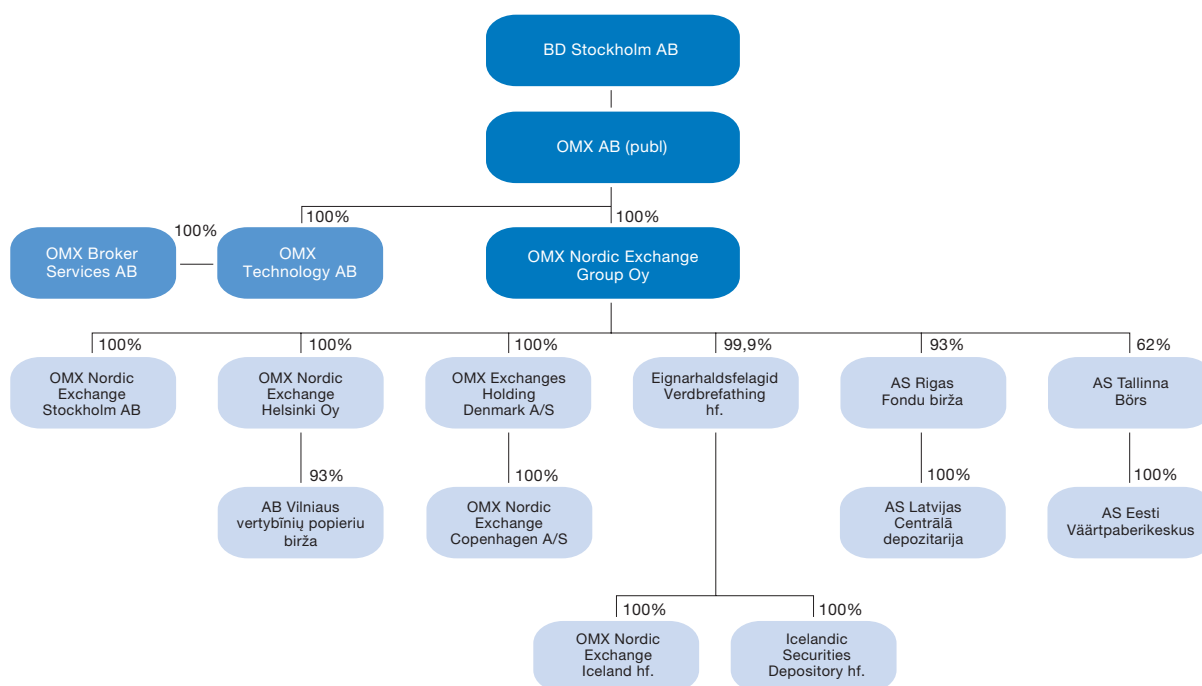 BD Stockholm AB
OMX AB (publ)
100%
100%
100%
OMX Broker
Services AB
OMX
Technology AB
OMX Nordic Exchange
Group Oy
100%
100%
100%
99,9%
93%
62%
OMX Nordic
Exchange
Stockholm AB
OMX Nordic
Exchange
Helsinki Oy
OMX Exchanges
Holding
Denmark A/S
Eignarhaldsfelagid
Verdbrefathing
hf.
AS Rigas
Fondu birža
AS Tallinna
Börs
93%
100%
100%
100%
AB Vilniaus
vertybīnių popieriu
birža
OMX Nordic
Exchange
Copenhagen A/S
AS Latvijas
Centrālā
depozitarija
AS Eesti
Väärtpaberikeskus
100%
100%
OMX Nordic
Exchange
Iceland hf.
Icelandic
Securities
Depository hf.